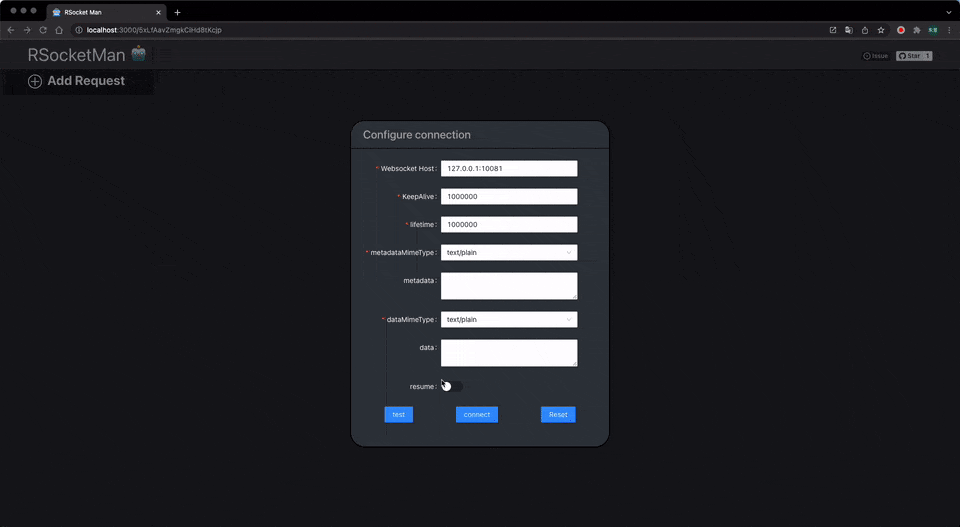 RSocket Man
localhost:3000/5xLfAavZmgkCiHd8tKcjp
RSocketMan
Issue
Star 1
Add Request
Configure connection
* Websocket Host: 127.0.0.1:10081
* KeepAlive: 1000000
* lifetime: 1000000
* metadataMimeType: text/plain
metadata:
* dataMimeType: text/plain
data:
resume:
test connect Reset